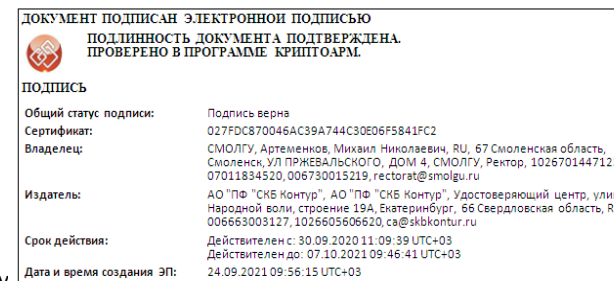 ДОКУМЕНТ ПОДПИСАН ЭЛЕКТРОННОЙ ПОДПИСЬЮ
ПОДЛИННОСТЬ ДОКУМЕНТА ПОДТВЕРЖДЕНА.
ПРОВЕРЕНО В ПРОГРАММЕ КРИПТОАРМ.
ПОДПИСЬ
Общий статус подписи: Подпись верна
Сертификат: 027FDC870046AC39A744C30E06F5841FC2
Владелец: СМОЛГУ, Артеменков, Михаил Николаевич, RU, 67 Смоленская область,
Смоленск, УЛ ПРЖЕВАЛЬСКОГО, ДОМ 4, СМОЛГУ, Ректор, 102670144712
07011834520, 006730015219, rectorat@smolgu.ru
Издатель: АО "ПФ "СКБ Контур", АО "ПФ "СКБ Контур", Удостоверяющий центр, ули
Народной воли, строение 19А, Екатеринбург, 66 Свердловская область, R
006663003127, 1026605606620, ca@skbkontur.ru
Срок действия: Действителен с: 30.09.2020 11:09:39 UTC+03
Действителен до: 07.10.2021 09:46:41 UTC+03
Дата и время создания ЭП: 24.09.2021 09:56:15 UTC+03